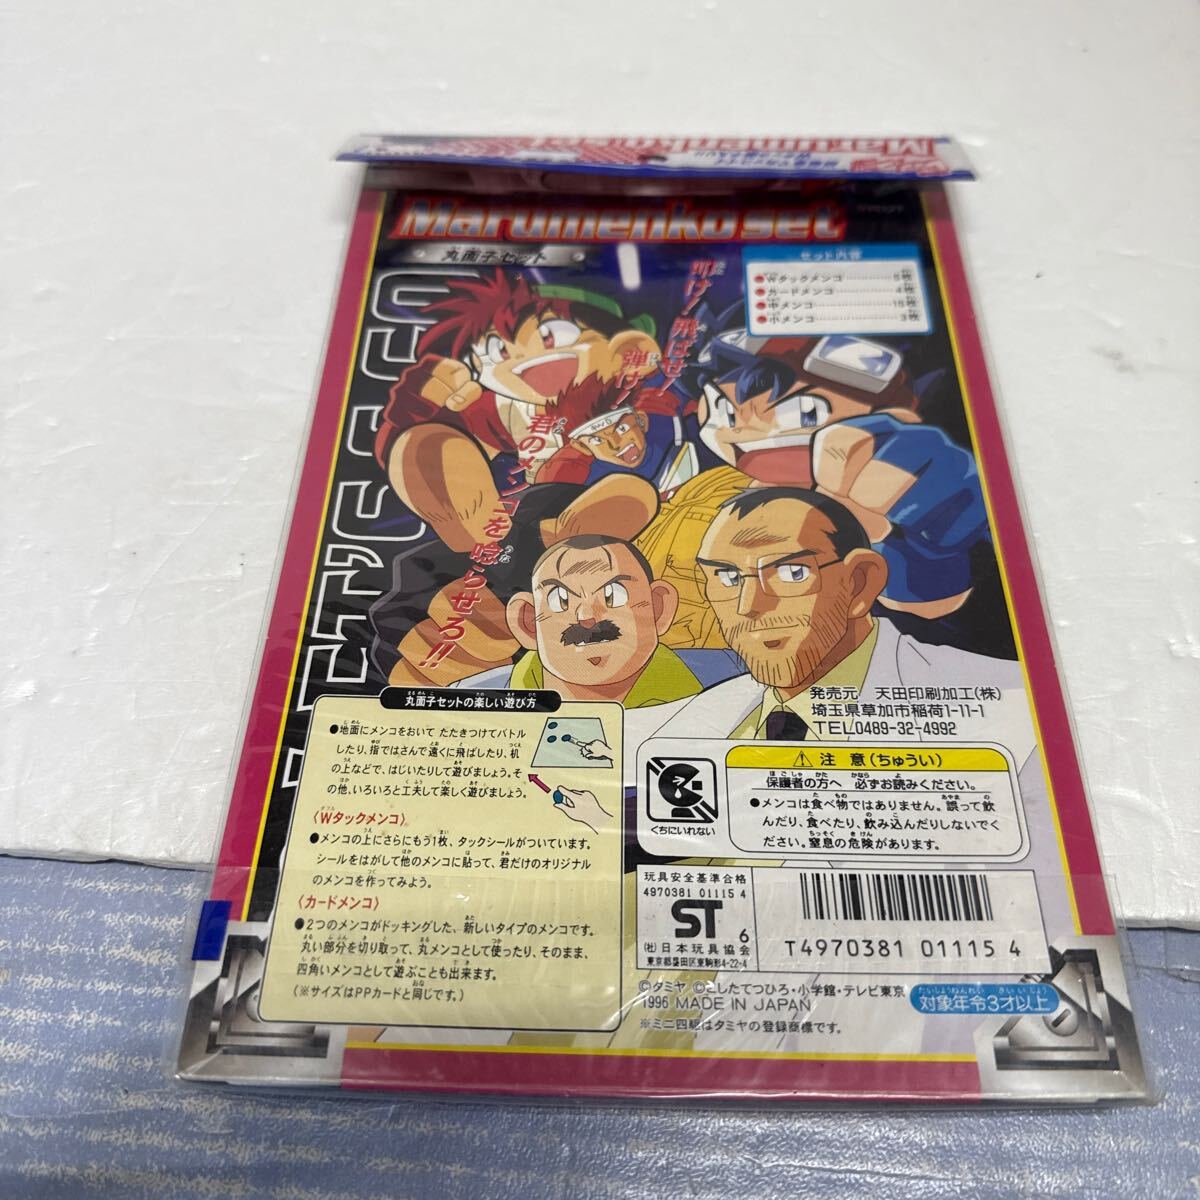 Marumenko set
Marumenko set
丸面子セット
セット内容
Wタックメンコ
カードメンコ
中メンコ
小メンコ
叩け!飛ばせ!
弾け!
君のメンコを唸らせろ!!
丸面子セットの楽しい遊び方
●地面にメンコをおいて たたきつけてバトル
したり、指ではさんで遠くに飛ばしたり、机
の上などで、はじいたりして遊びましょう。そ
の他、いろいろと工夫して楽しく遊びましょう。
〈Wタックメンコ〉
●メンコの上にさらにもう1枚、タックシールがついています。
シールをはがして他のメンコに貼って、君だけのオリジナル
のメンコを作ってみよう。
〈カードメンコ〉
●2つのメンコがドッキングした、新しいタイプのメンコです。
丸い部分を切り取って、丸メンコとして使ったり、そのまま、
四角いメンコとして遊ぶことも出来ます。
(※サイズはPPカードと同じです。)
発売元 天田印刷加工(株)
埼玉県草加市稲荷1-11-1
TEL0489-32-4992
くちにいれない
注意(ちゅうい)
保護者の方へ 必ずお読みください。
●メンコは食べ物ではありません。誤って飲
んだり、食べたり、飲み込んだりしないでく
ださい。窒息の危険があります。
玩具安全基準合格
4970381 01115 4
ST 6
(社)日本玩具協会
東京都墨田区東駒形4-22-4
T4970381 01115 4
©タミヤ ©こしたてつひろ・小学館・テレビ東京
1996 MADE IN JAPAN
※ミニ四駆はタミヤの登録商標です。
対象年令3才以上